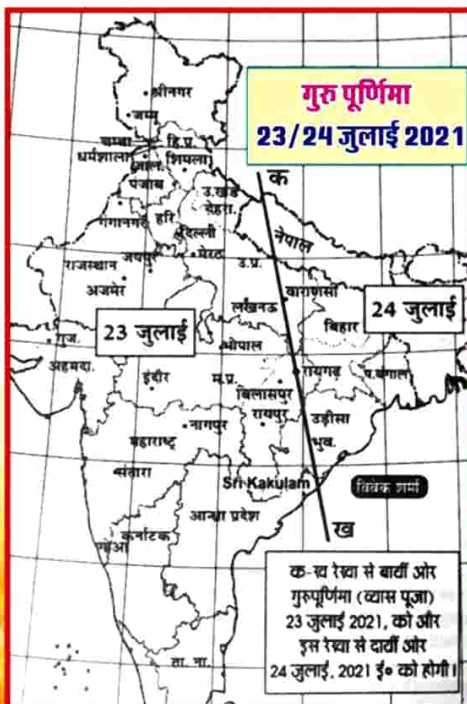 गुरु पूर्णिमा
23/24 जुलाई 2021
श्रीनगर
जम्मू
क
चम्बा
हि.प्र.
धर्मशाला
जाल.
शिमला
पंजाब
उ.खंड
देहरा.
गंगानगर
हरि
दिल्ली
नेपाल
मेरठ
उ.प्र.
राजस्थान
जयपुर
अजमेर
लखनऊ
वाराणसी
24 जुलाई
बिहार
23 जुलाई
गुज.
भोपाल
अहमदा.
इंदौर
म.प्र.
रायगढ़
प.बंगाल
बिलासपुर
रायपुर
उड़ीसा
नागपुर
भुव.
महाराष्ट्र
सतारा
Sri Kakulam
विवेक शर्मा
आन्ध्रा प्रदेश
ख
कर्नाटक
गोआ
ता. ना.
क-ख रेखा से बायीं ओर
गुरुपूर्णिमा (व्यास पूजा)
23 जुलाई 2021, को और
इस रेखा से दायीं ओर
24 जुलाई, 2021 ई० को होगी।